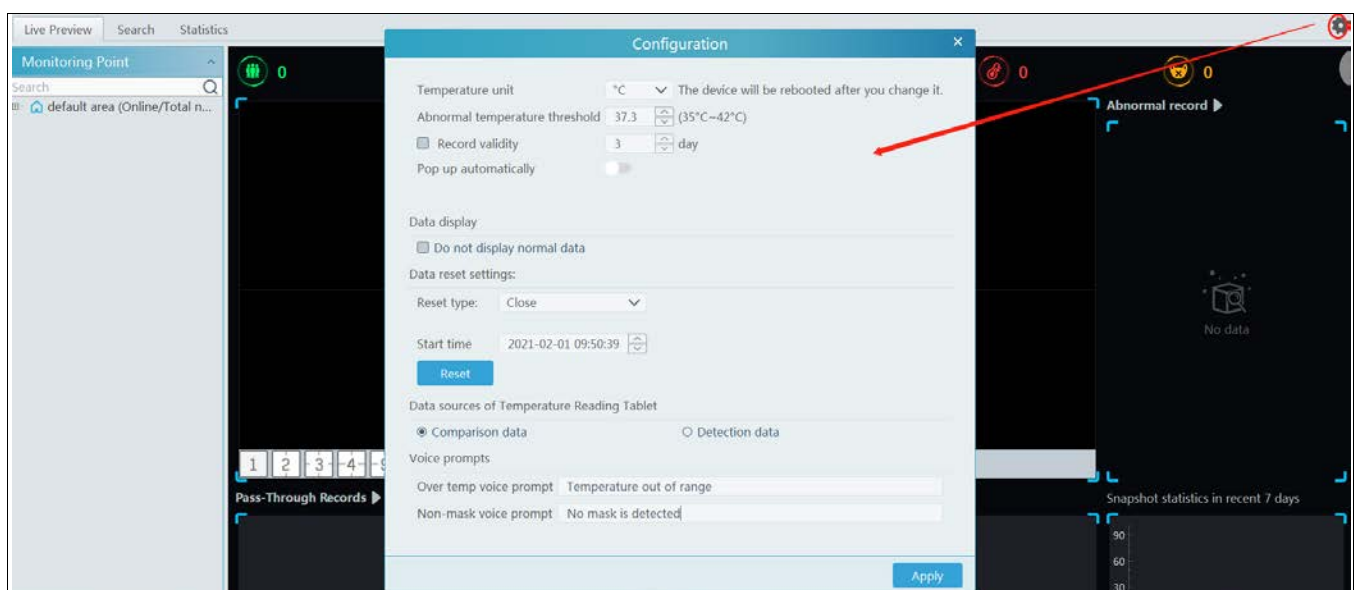 Live Preview Search Statistics
Configuration
Monitoring Point
Search
default area (Online/Total n...
0
0
0
Abnormal record
Temperature unit °C The device will be rebooted after you change it.
Abnormal temperature threshold 37.3 (35°C~42°C)
Record validity 3 day
Pop up automatically
Data display
Do not display normal data
Data reset settings:
Reset type: Close
Start time 2021-02-01 09:50:39
Reset
No data
Data sources of Temperature Reading Tablet
Comparison data Detection data
Voice prompts
1 2 3 4 9
Over temp voice prompt Temperature out of range
Non-mask voice prompt No mask is detected
Pass-Through Records
Snapshot statistics in recent 7 days
90
60
30
Apply